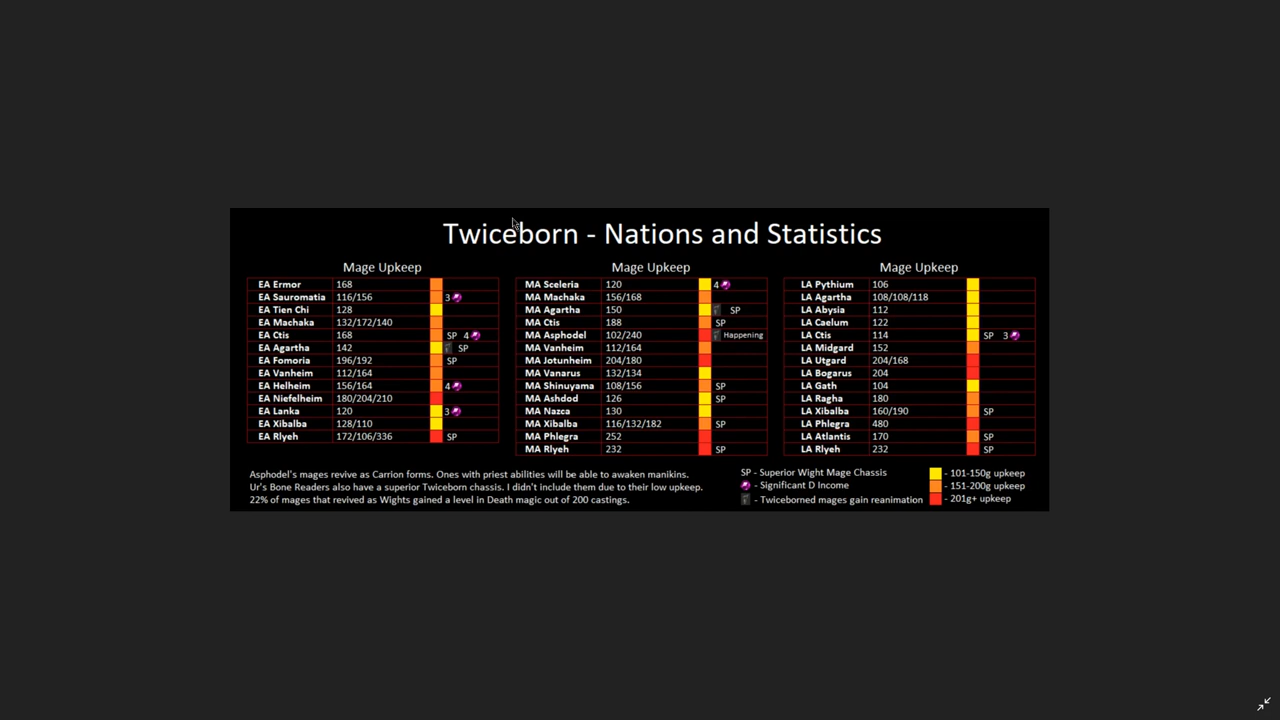 Twiceborn - Nations and Statistics
Mage Upkeep
EA Ermor 168
EA Sauromatia 116/156 3
EA Tien Chi 128
EA Machaka 132/172/140
EA Ctis 168 SP 4
EA Agartha 142 SP
EA Fomoria 196/192 SP
EA Vanheim 112/164
EA Helheim 156/164 4
EA Niefelheim 180/204/210
EA Lanka 120 3
EA Xibalba 128/110
EA Rlyeh 172/106/336 SP
Mage Upkeep
MA Sceleria 120 4
MA Machaka 156/168
MA Agartha 150 SP
MA Ctis 188 SP
MA Asphodel 102/240 Happening
MA Vanheim 112/164
MA Jotunheim 204/180
MA Vanarus 132/134
MA Shinuyama 108/156 SP
MA Ashdod 126 SP
MA Nazca 130
MA Xibalba 116/132/182 SP
MA Phlegra 252
MA Rlyeh 232 SP
Mage Upkeep
LA Pythium 106
LA Agartha 108/108/118
LA Abysia 112
LA Caelum 122
LA Ctis 114 SP 3
LA Midgard 152
LA Utgard 204/168
LA Bogarus 204
LA Gath 104
LA Ragha 180
LA Xibalba 160/190 SP
LA Phlegra 480
LA Atlantis 170 SP
LA Rlyeh 232 SP
Asphodel's mages revive as Carrion forms. Ones with priest abilities will be able to awaken manikins.
Ur's Bone Readers also have a superior Twiceborn chassis. I didn't include them due to their low upkeep.
22% of mages that revived as Wights gained a level in Death magic out of 200 castings.
SP - Superior Wight Mage Chassis
- Significant D Income
- Twiceborned mages gain reanimation
- 101-150g upkeep
- 151-200g upkeep
- 201g+ upkeep